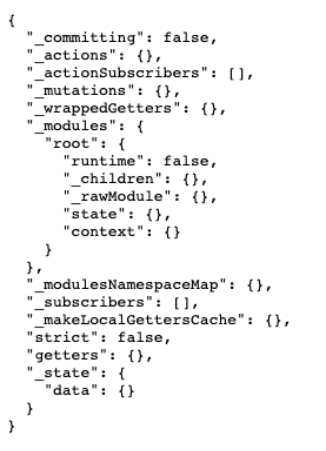 {
  "_committing": false,
  "_actions": {},
  "_actionSubscribers": [],
  "_mutations": {},
  "_wrappedGetters": {},
  "_modules": {
    "root": {
      "runtime": false,
      "_children": {},
      "_rawModule": {},
      "state": {},
      "context": {}
    }
  },
  "_modulesNamespaceMap": {},
  "_subscribers": [],
  "_makeLocalGettersCache": {},
  "strict": false,
  "getters": {},
  "_state": {
    "data": {}
  }
}